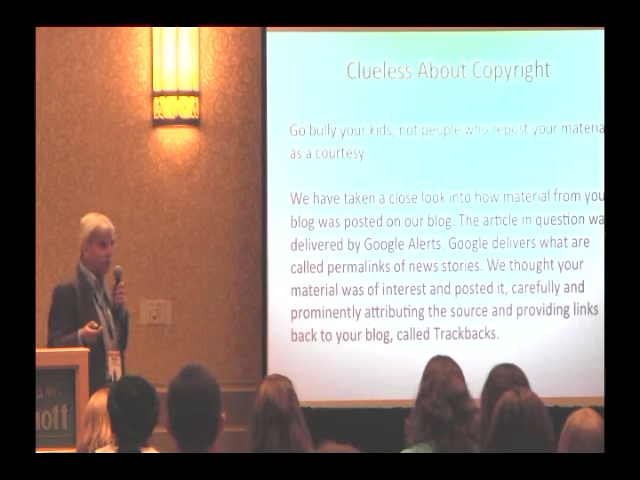 Clueless About Copyright
Go bully your kids, not people who repost your materia
as a courtesy
We have taken a close look into how material from you
blog was posted on our blog. The article in question wa
delivered by Google Alerts. Google delivers what are
called permalinks of news stories. We thought your
material was of interest and posted it, carefully and
prominently attributing the source and providing links
back to your blog, called Trackbacks.
iott